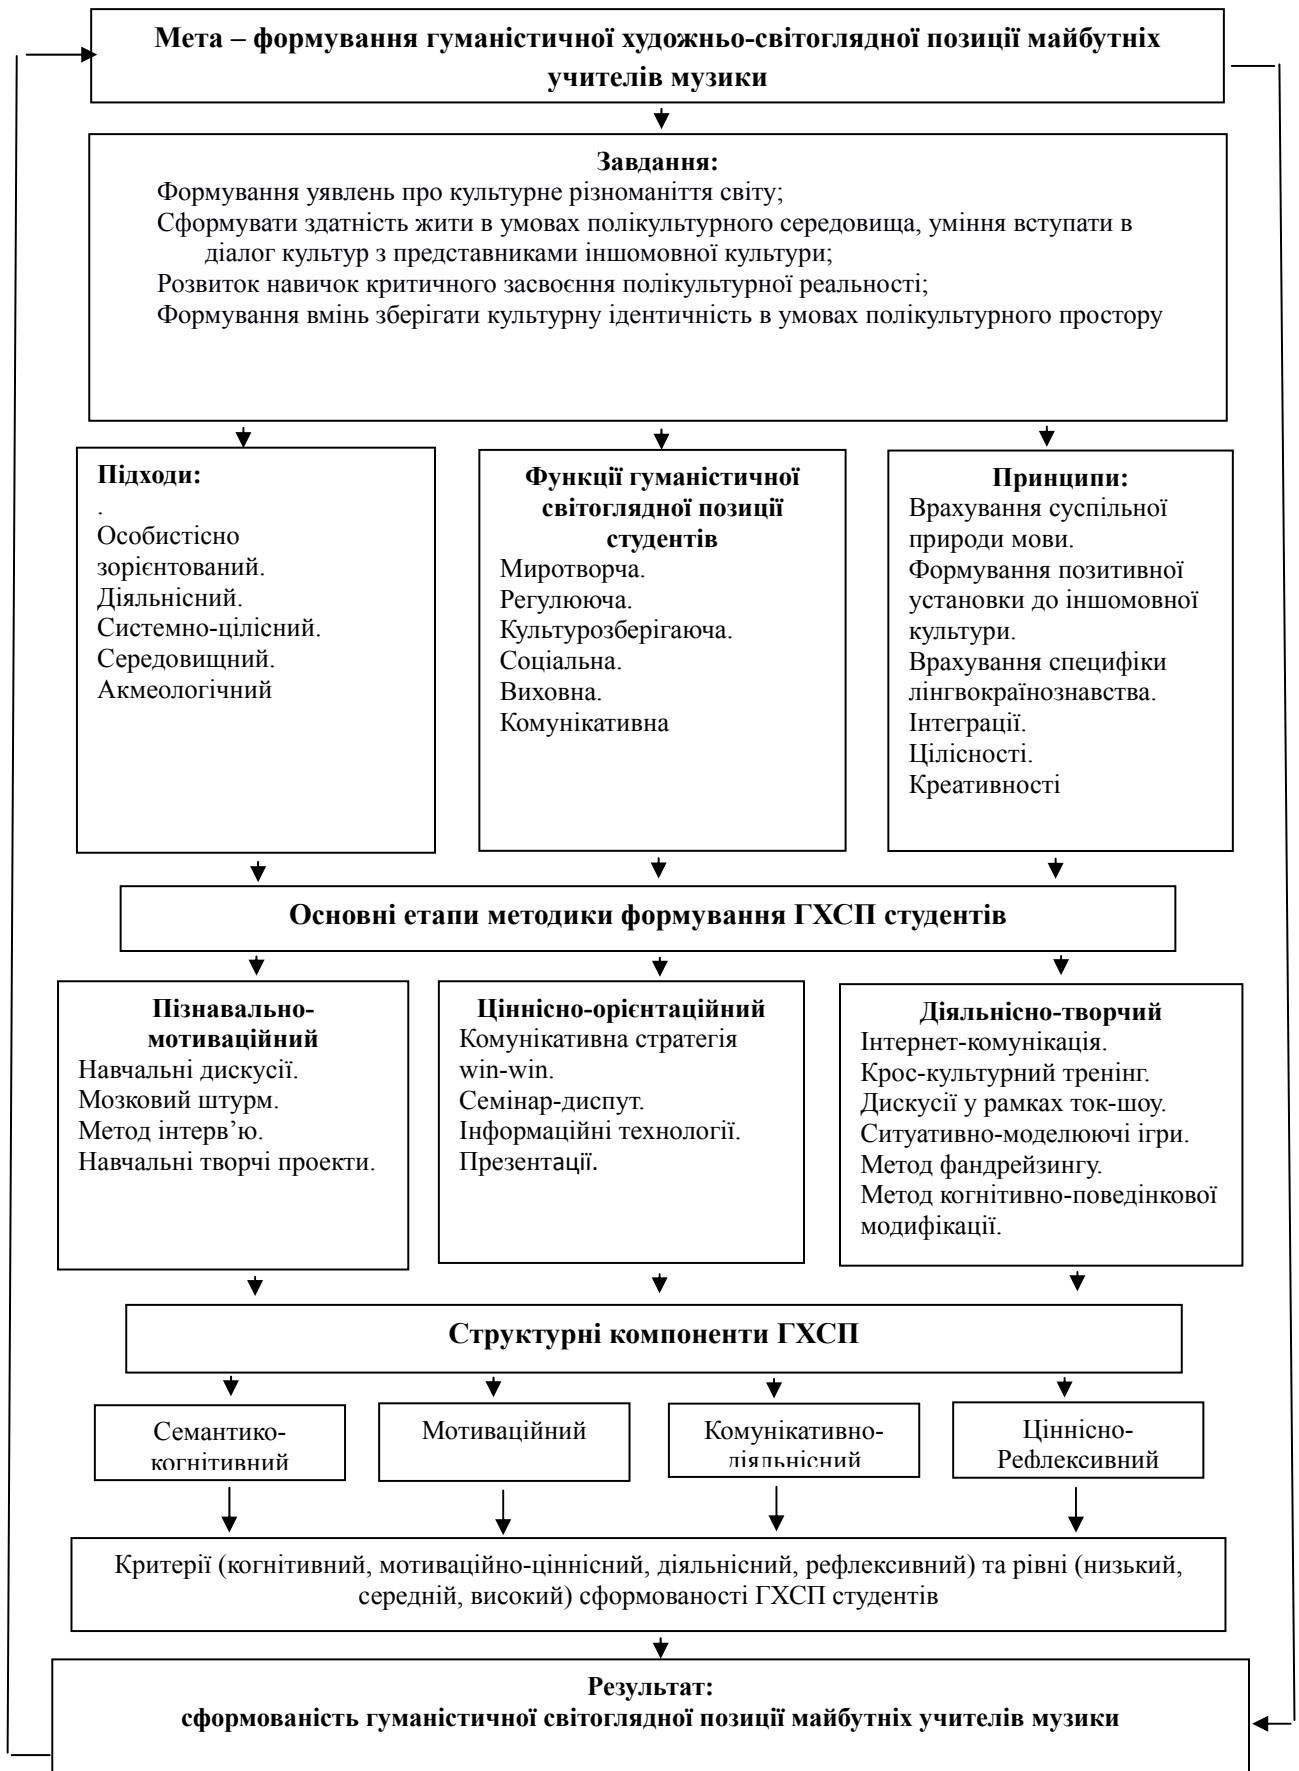 Мета – формування гуманістичної художньо-світоглядної позиції майбутніх
учителів музики
Завдання:
Формування уявлень про культурне різноманіття світу;
Сформувати здатність жити в умовах полікультурного середовища, уміння вступати в
діалог культур з представниками іншомовної культури;
Розвиток навичок критичного засвоєння полікультурної реальності;
Формування вмінь зберігати культурну ідентичність в умовах полікультурного простору
Підходи:
.
Особистісно
зорієнтований.
Діяльнісний.
Системно-цілісний.
Середовищний.
Акмеологічний
Функції гуманістичної
світоглядної позиції
студентів
Миротворча.
Регулююча.
Культурозберігаюча.
Соціальна.
Виховна.
Комунікативна
Принципи:
Врахування суспільної
природи мови.
Формування позитивної
установки до іншомовної
культури.
Врахування специфіки
лінгвокраїнознавства.
Інтеграції.
Цілісності.
Креативності
Основні етапи методики формування ГХСП студентів
Пізнавально-
мотиваційний
Навчальні дискусії.
Мозковий штурм.
Метод інтерв’ю.
Навчальні творчі проекти.
Ціннісно-орієнтаційний
Комунікативна стратегія
win-win.
Семінар-диспут.
Інформаційні технології.
Презентації.
Діяльнісно-творчий
Інтернет-комунікація.
Крос-культурний тренінг.
Дискусії у рамках ток-шоу.
Ситуативно-моделюючі ігри.
Метод фандрейзингу.
Метод когнітивно-поведінкової
модифікації.
Структурні компоненти ГХСП
Семантико-
когнітивний
Мотиваційний
Комунікативно-
діяльнісний
Ціннісно-
Рефлексивний
Критерії (когнітивний, мотиваційно-ціннісний, діяльнісний, рефлексивний) та рівні (низький,
середній, високий) сформованості ГХСП студентів
Результат:
сформованість гуманістичної світоглядної позиції майбутніх учителів музики